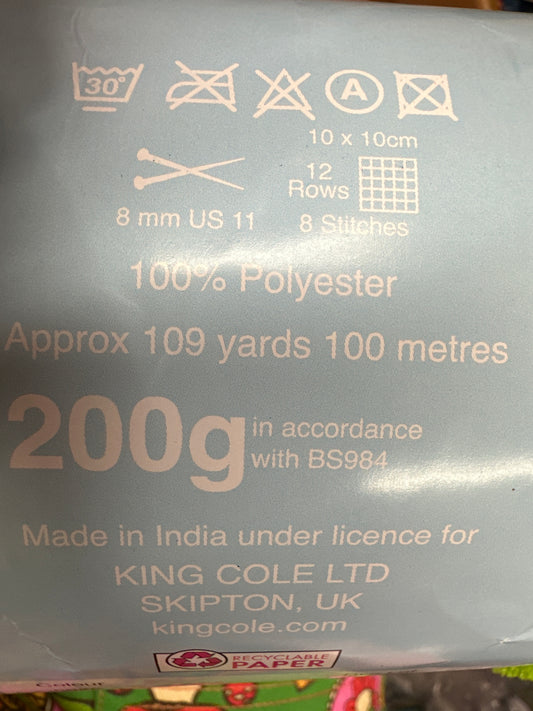 30°
A
10 x 10cm
12
Rows
8 mm US 11
8 Stitches
100% Polyester
Approx 109 yards 100 metres
200g
in accordance
with BS984
Made in India under licence for
KING COLE LTD
SKIPTON, UK
kingcole.com
RECYCLABLE
PAPER
Colour